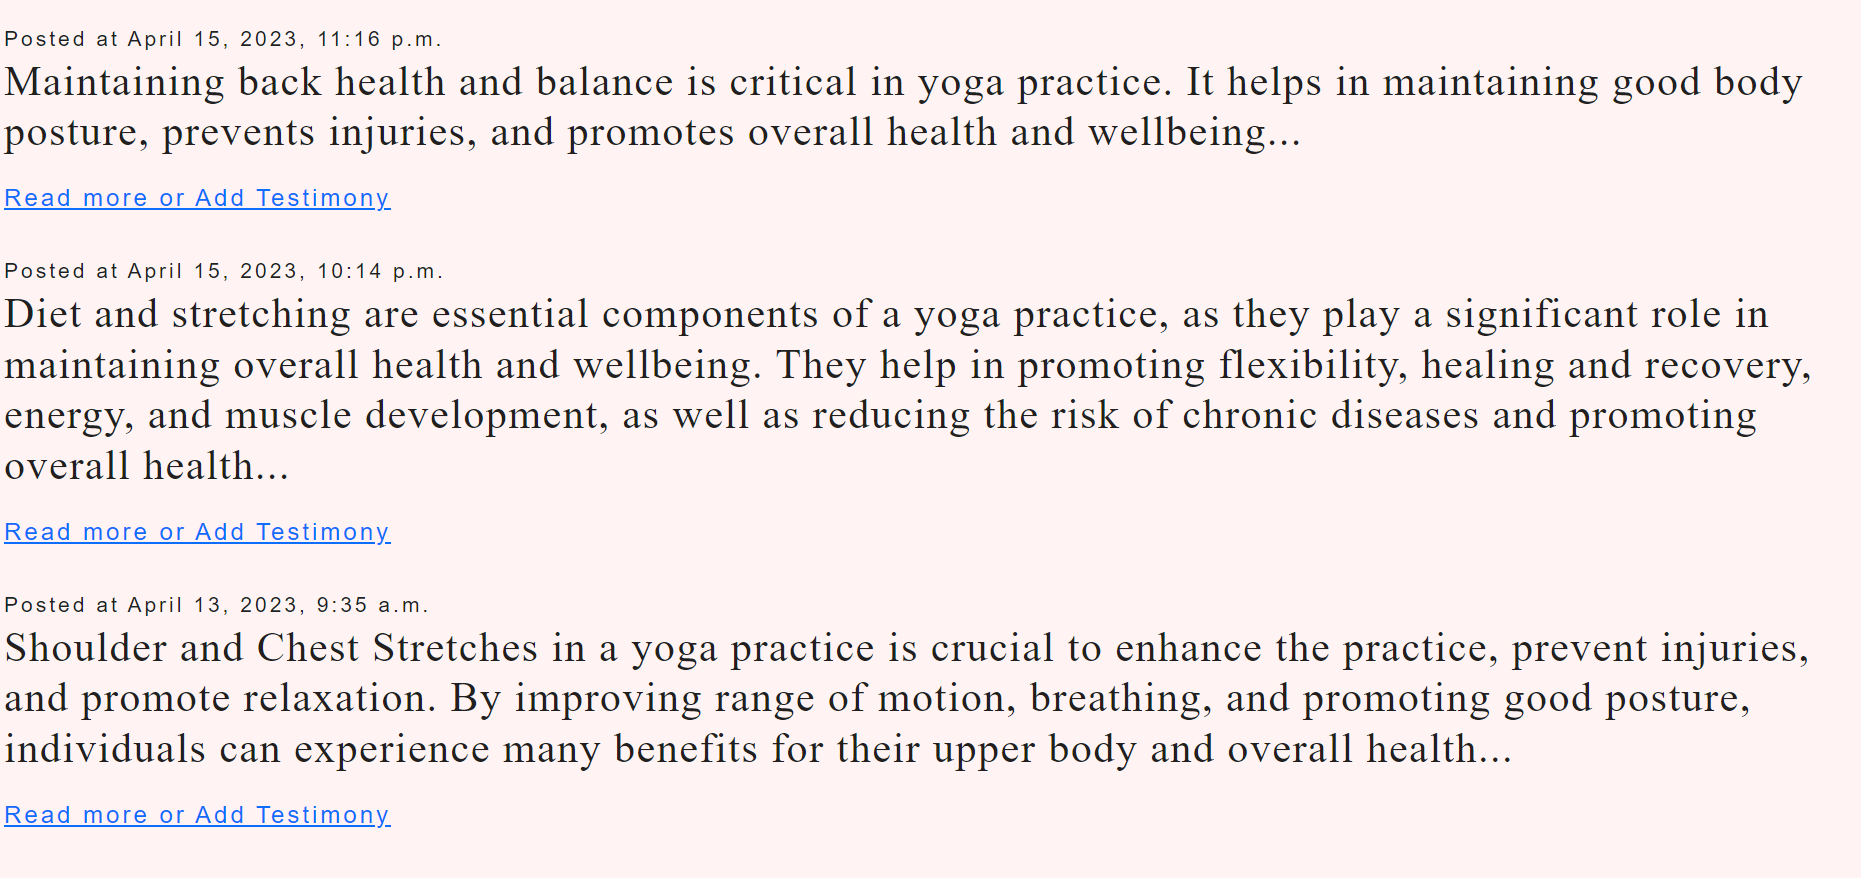 Posted at April 15, 2023, 11:16 p.m.
Maintaining back health and balance is critical in yoga practice. It helps in maintaining good body
posture, prevents injuries, and promotes overall health and wellbeing...
Read more or Add Testimony
Posted at April 15, 2023, 10:14 p.m.
Diet and stretching are essential components of a yoga practice, as they play a significant role in
maintaining overall health and wellbeing. They help in promoting flexibility, healing and recovery,
energy, and muscle development, as well as reducing the risk of chronic diseases and promoting
overall health...
Read more or Add Testimony
Posted at April 13, 2023, 9:35 a.m.
Shoulder and Chest Stretches in a yoga practice is crucial to enhance the practice, prevent injuries,
and promote relaxation. By improving range of motion, breathing, and promoting good posture,
individuals can experience many benefits for their upper body and overall health...
Read more or Add Testimony